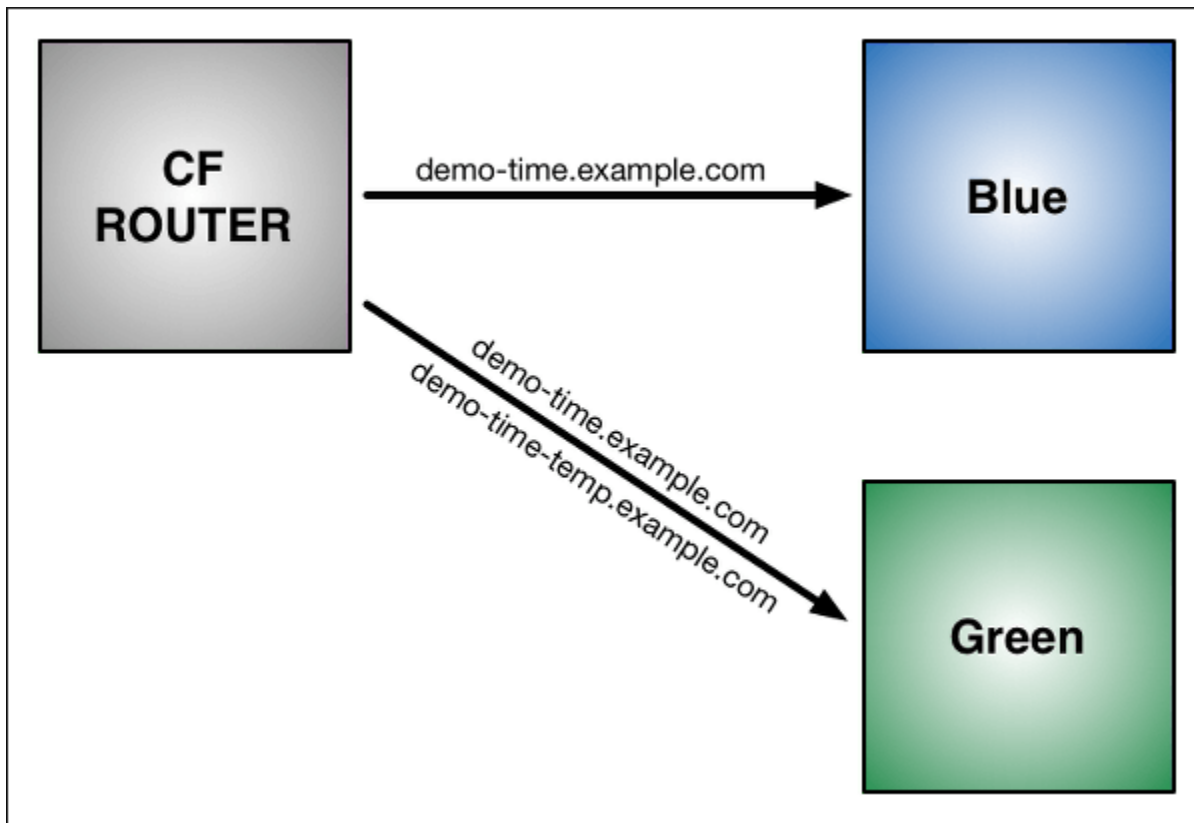 CF
ROUTER
demo-time.example.com
Blue
demo-time.example.com
demo-time-temp.example.com
Green